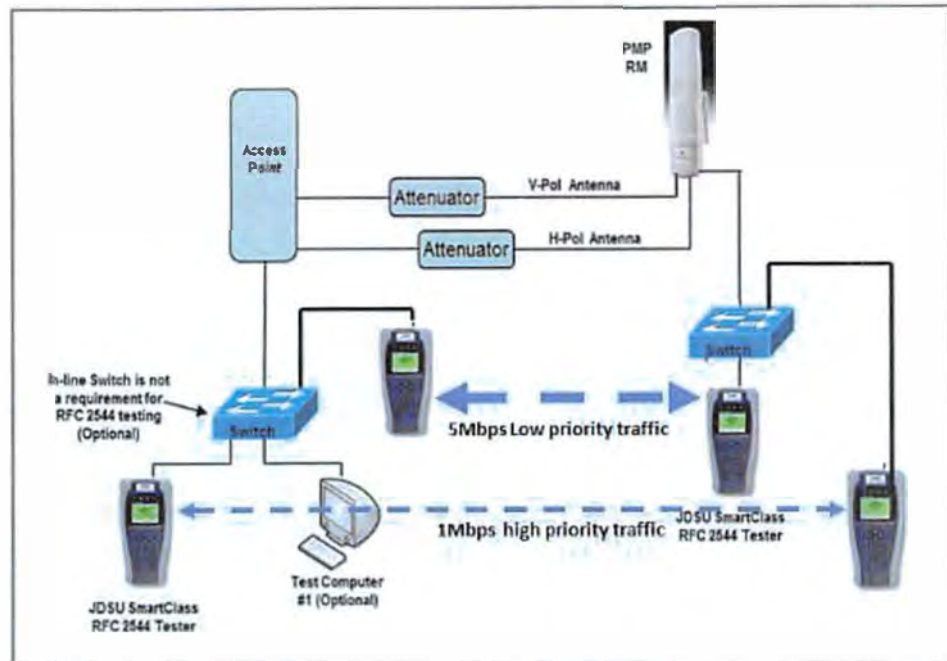 PMP
RM
Access
Point
V-Pol Antenna
Attenuator
H-Pol Antenna
Attenuator
Switch
In-line Switch is not
a requirement for
RFC 2544 testing
(Optional)
Switch
5Mbps Low priority traffic
1Mbps high priority traffic
JDSU SmartClass
RFC 2544 Tester
Test Computer
#1 (Optional)
JDSU SmartClass
RFC 2544 Tester